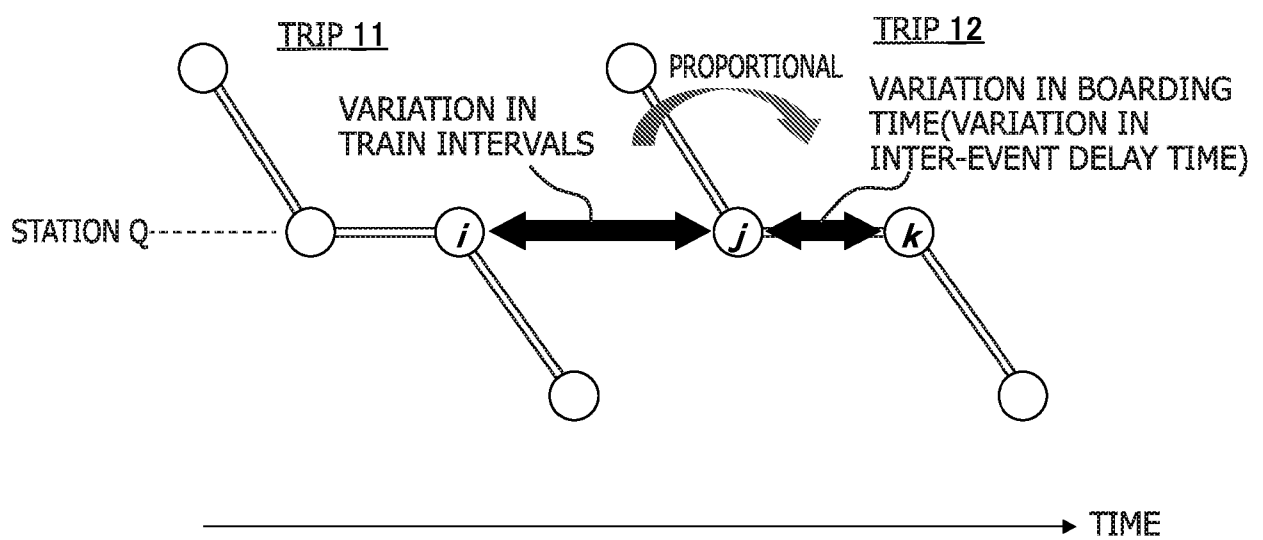 TRIP 11
TRIP 12
PROPORTIONAL
VARIATION IN
TRAIN INTERVALS
VARIATION IN BOARDING
TIME(VARIATION IN
INTER-EVENT DELAY TIME)
STATION Q
i
j
k
TIME